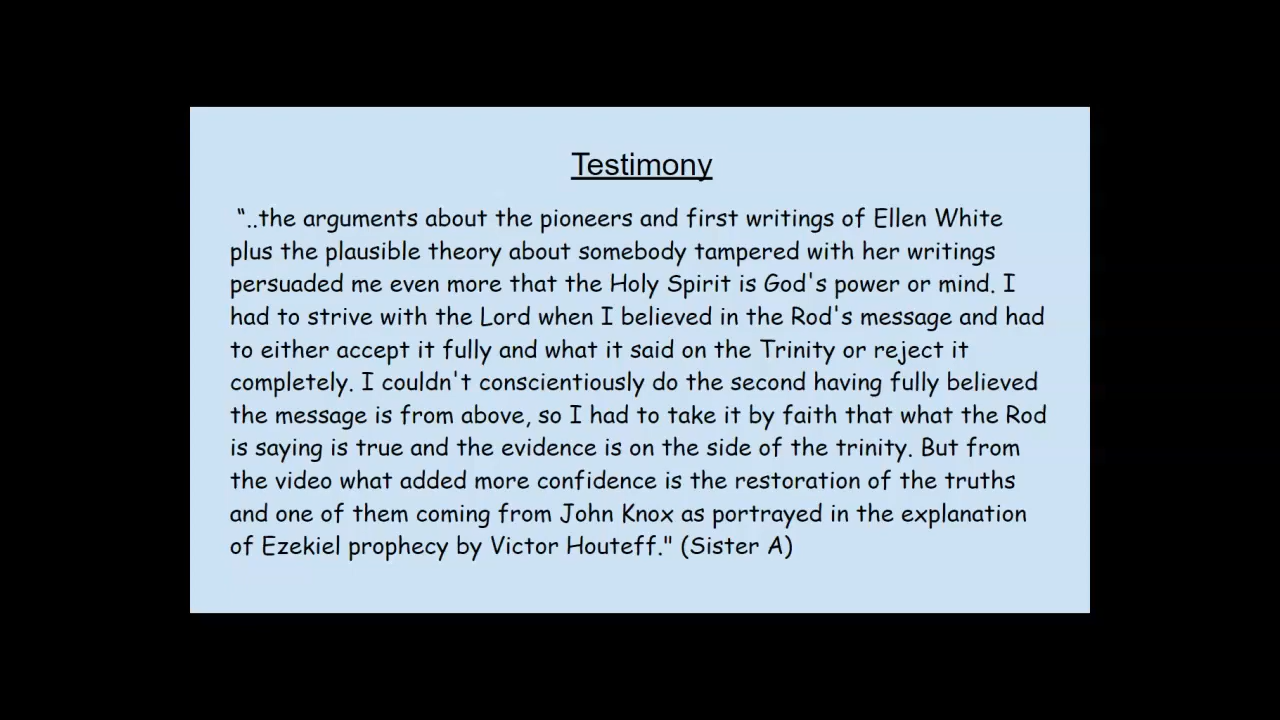 Testimony
“..the arguments about the pioneers and first writings of Ellen White
plus the plausible theory about somebody tampered with her writings
persuaded me even more that the Holy Spirit is God's power or mind. I
had to strive with the Lord when I believed in the Rod's message and had
to either accept it fully and what it said on the Trinity or reject it
completely. I couldn't conscientiously do the second having fully believed
the message is from above, so I had to take it by faith that what the Rod
is saying is true and the evidence is on the side of the trinity. But from
the video what added more confidence is the restoration of the truths
and one of them coming from John Knox as portrayed in the explanation
of Ezekiel prophecy by Victor Houteff." (Sister A)